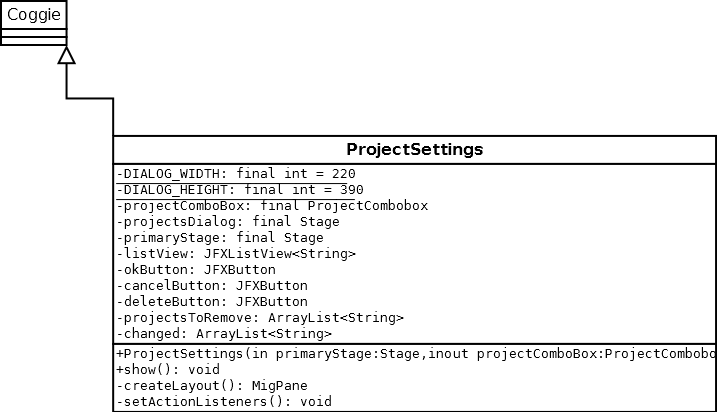 Coggie
ProjectSettings
-DIALOG_WIDTH: final int = 220
-DIALOG_HEIGHT: final int = 390
-projectComboBox: final ProjectCombobox
-projectsDialog: final Stage
-primaryStage: final Stage
-listView: JFXListView<String>
-okButton: JFXButton
-cancelButton: JFXButton
-deleteButton: JFXButton
-projectsToRemove: ArrayList<String>
-changed: ArrayList<String>
+ProjectSettings(in primaryStage:Stage,inout projectComboBox:ProjectCombobo
+show(): void
-createLayout(): MigPane
-setActionListeners(): void